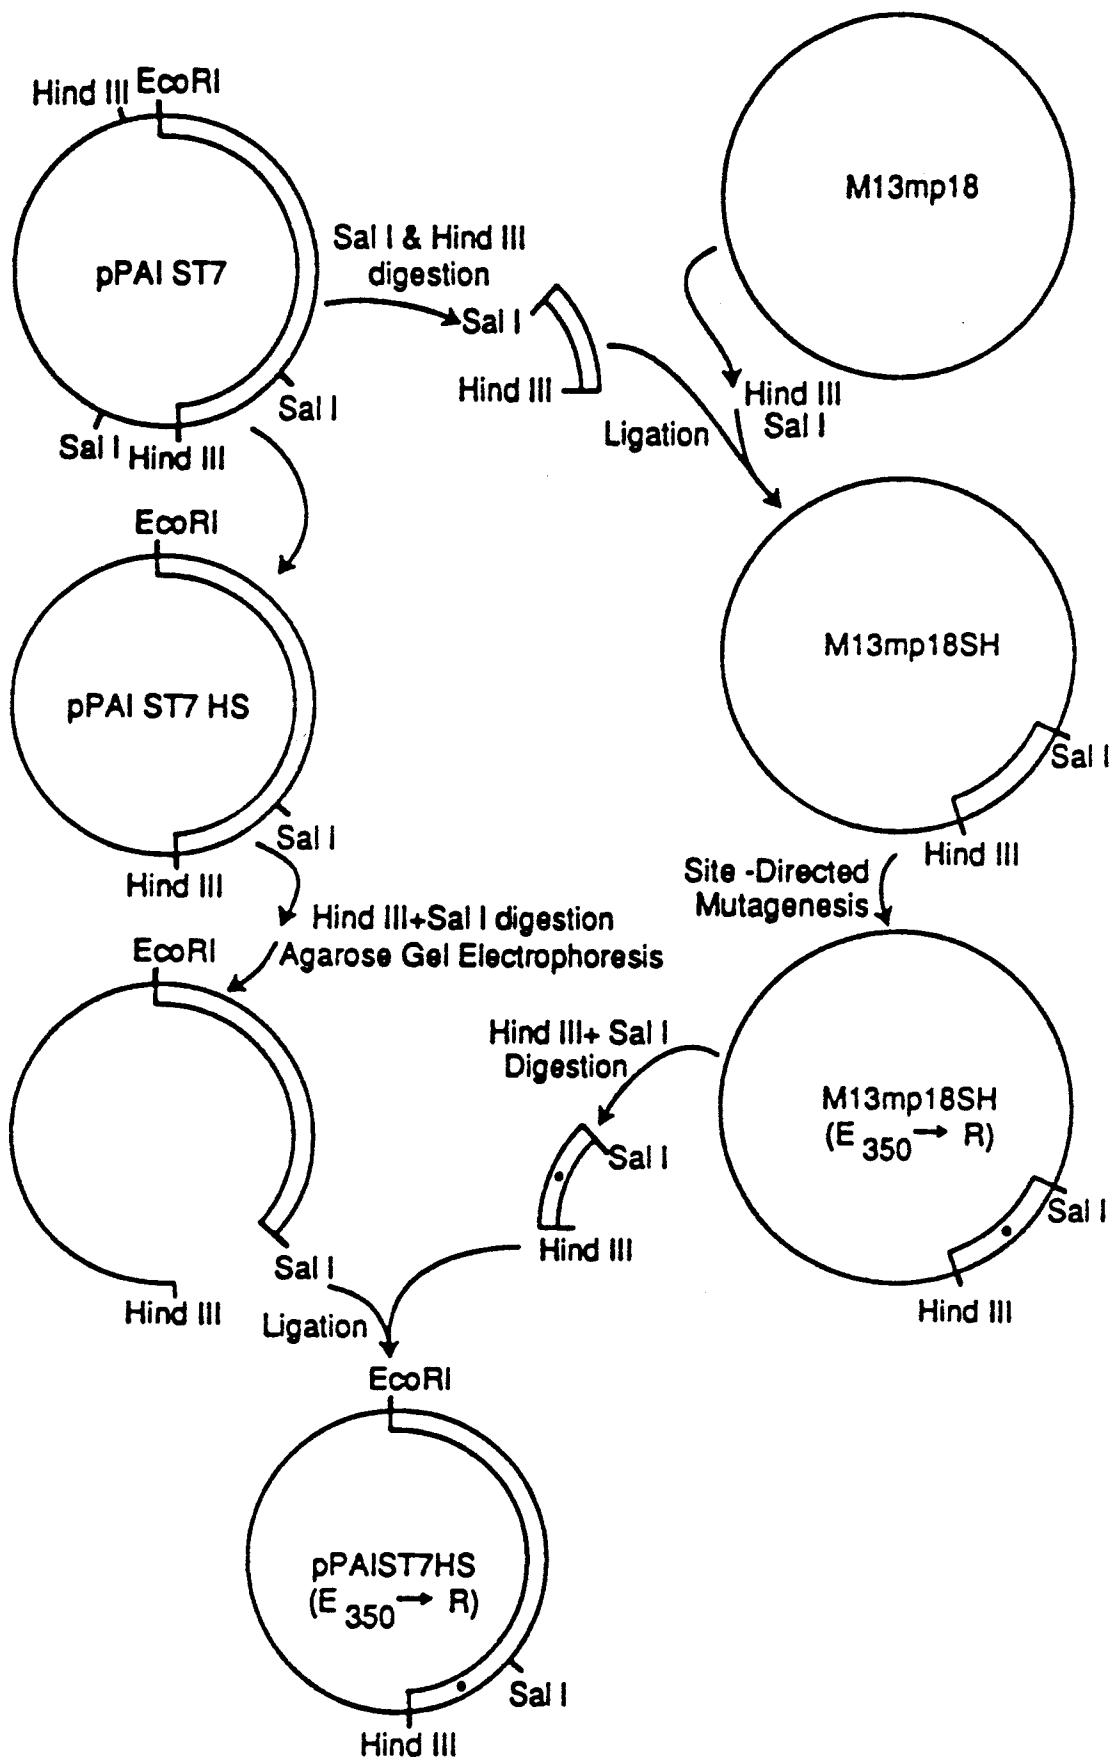 Hind III
EcoRI
pPAI ST7
Sal I
Sal I
Hind III
Sal I & Hind III
digestion
Sal I
Hind III
M13mp18
Hind III
Sal I
Ligation
EcoRI
pPAI ST7 HS
Sal I
Hind III
M13mp18SH
Sal I
Hind III
Site -Directed
Mutagenesis
Hind III+Sal I digestion
Agarose Gel Electrophoresis
EcoRI
Sal I
Hind III
Hind III+ Sal I
Digestion
Sal I
Hind III
M13mp18SH
(E 350 → R)
Sal I
Hind III
Ligation
EcoRI
pPAIST7HS
(E 350 → R)
Sal I
Hind III